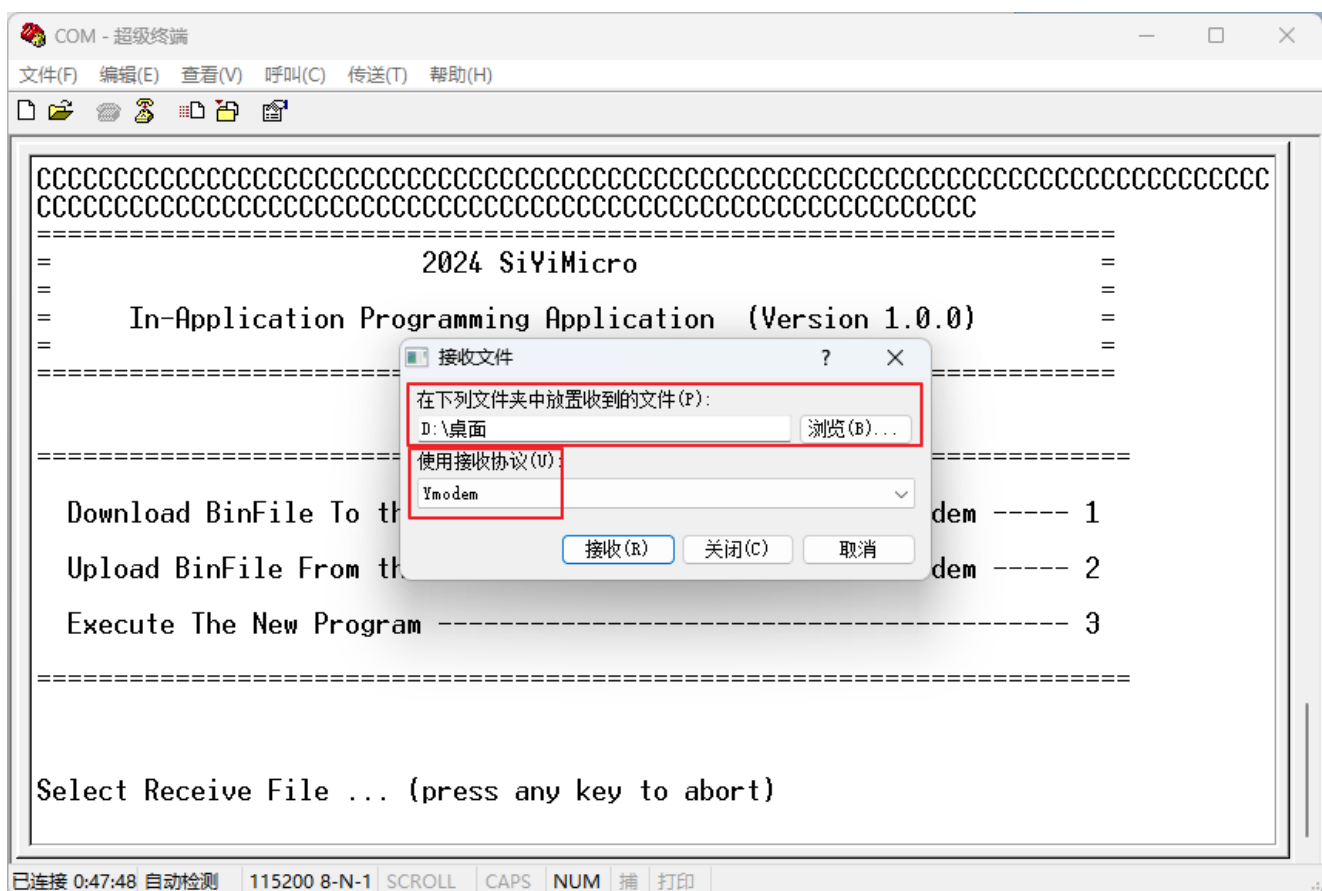 COM - 超级终端
文件(F) 编辑(E) 查看(V) 呼叫(C) 传送(T) 帮助(H)
CCCCCCCCCCCCCCCCCCCCCCCCCCCCCCCCCCCCCCCCCCCCCCCCCCCCCCCCCCCCCCCCCCCCCCCCCCCCCCCC
CCCCCCCCCCCCCCCCCCCCCCCCCCCCCCCCCCCCCCCCCCCCCCCCCCCCCCCCCCCCC
======================================================================
= 2024 SiYiMicro =
= =
= In-Application Programming Application (Version 1.0.0) =
= =
======================================================================
接收文件
在下列文件夹中放置收到的文件(P):
D:\桌面 浏览(B)...
使用接收协议(U):
Ymodem
接收(R) 关闭(C) 取消
=======================================================================
Download BinFile To th dem ----- 1
Upload BinFile From th dem ----- 2
Execute The New Program ----------------------------------------- 3
=======================================================================
Select Receive File ... (press any key to abort)
已连接 0:47:48 自动检测 115200 8-N-1 SCROLL CAPS NUM 捕 打印